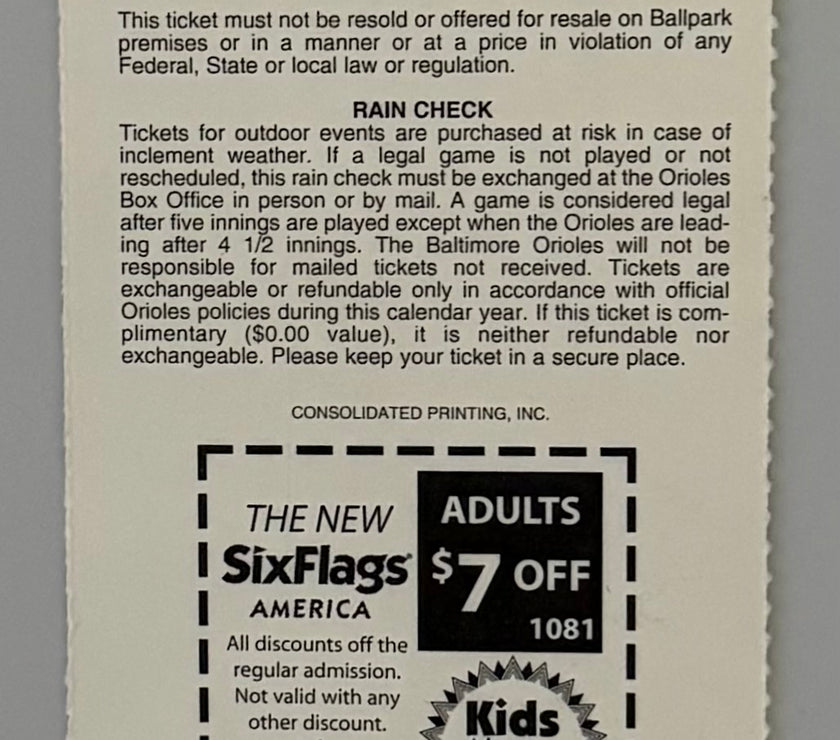 This ticket must not be resold or offered for resale on Ballpark
premises or in a manner or at a price in violation of any
Federal, State or local law or regulation.
RAIN CHECK
Tickets for outdoor events are purchased at risk in case of
inclement weather. If a legal game is not played or not
rescheduled, this rain check must be exchanged at the Orioles
Box Office in person or by mail. A game is considered legal
after five innings are played except when the Orioles are lead-
ing after 4 1/2 innings. The Baltimore Orioles will not be
responsible for mailed tickets not received. Tickets are
exchangeable or refundable only in accordance with official
Orioles policies during this calendar year. If this ticket is com-
plimentary ($0.00 value), it is neither refundable nor
exchangeable. Please keep your ticket in a secure place.
CONSOLIDATED PRINTING, INC.
THE NEW
SixFlags
AMERICA
All discounts off the
regular admission.
Not valid with any
other discount.
ADULTS
$7 OFF
1081
Kids